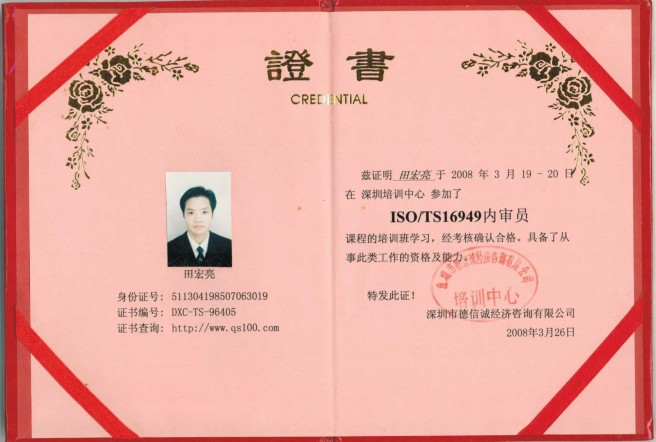 證 書
CREDENTIAL
田宏亮
身份证号: 511304198507063019
证书编号: DXC-TS-96405
证书查询: http://www.qs100.com
兹证明 田宏亮 于 2008 年 3 月 19-20 日
在 深圳培训中心 参加了
ISO/TS16949内审员
课程的培训班学习，经考核确认合格，具备了从
事此类工作的资格及能力。
特发此证！
培训中心
深圳市德信诚经济咨询有限公司
2008年3月26日